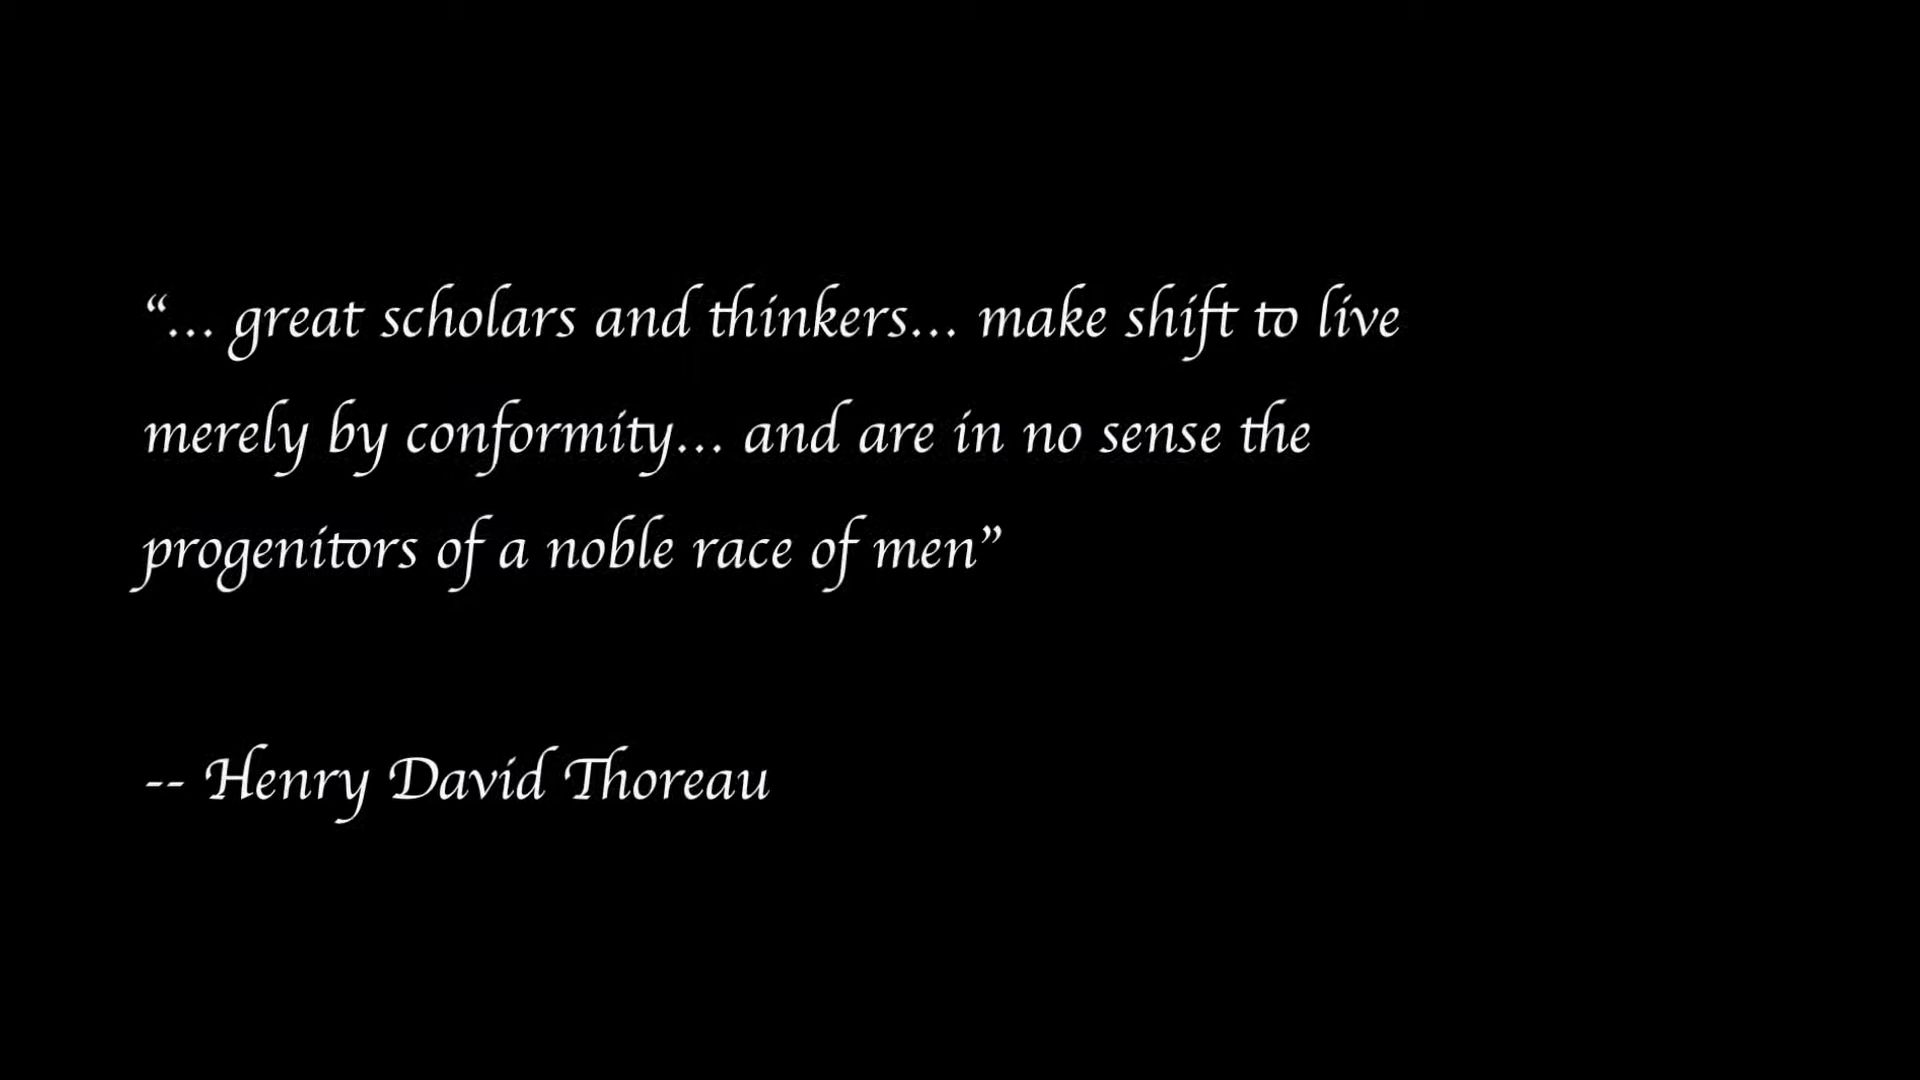 “... great scholars and thinkers... make shift to live
merely by conformity... and are in no sense the
progenitors of a noble race of men”
-- Henry David Thoreau